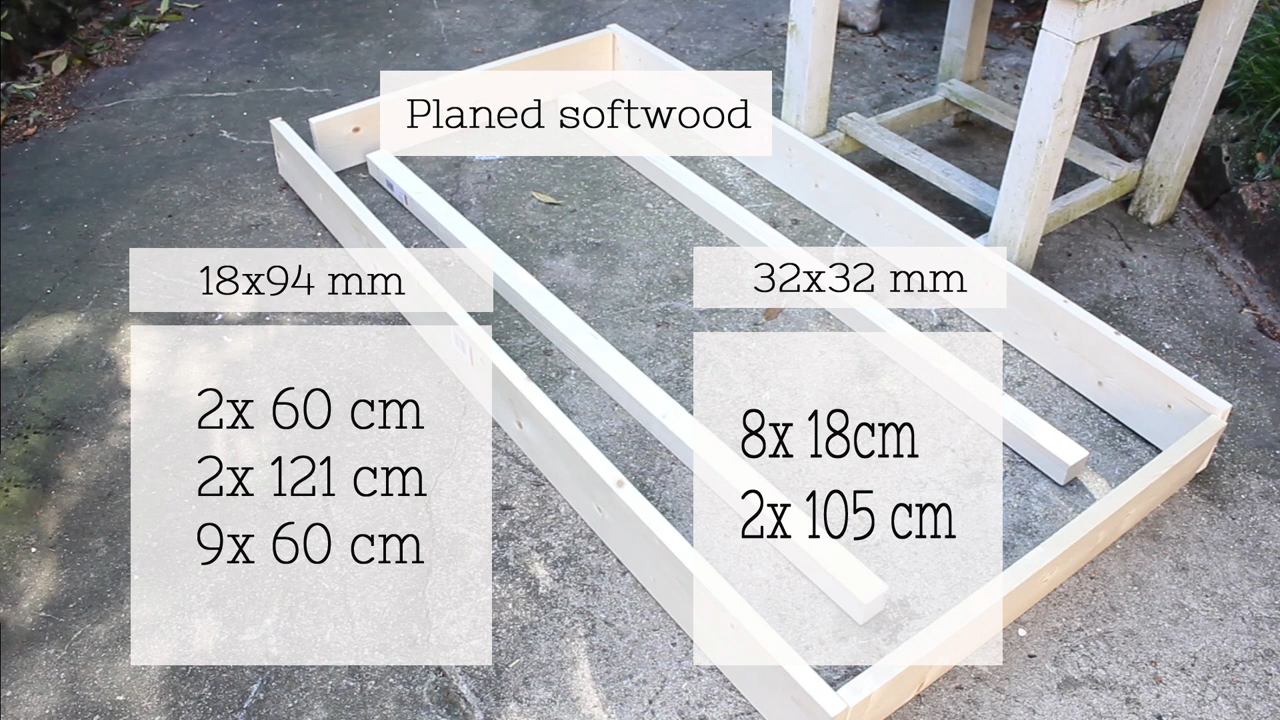 Planed softwood
18x94 mm
2x 60 cm
2x 121 cm
9x 60 cm
32x32 mm
8x 18cm
2x 105 cm